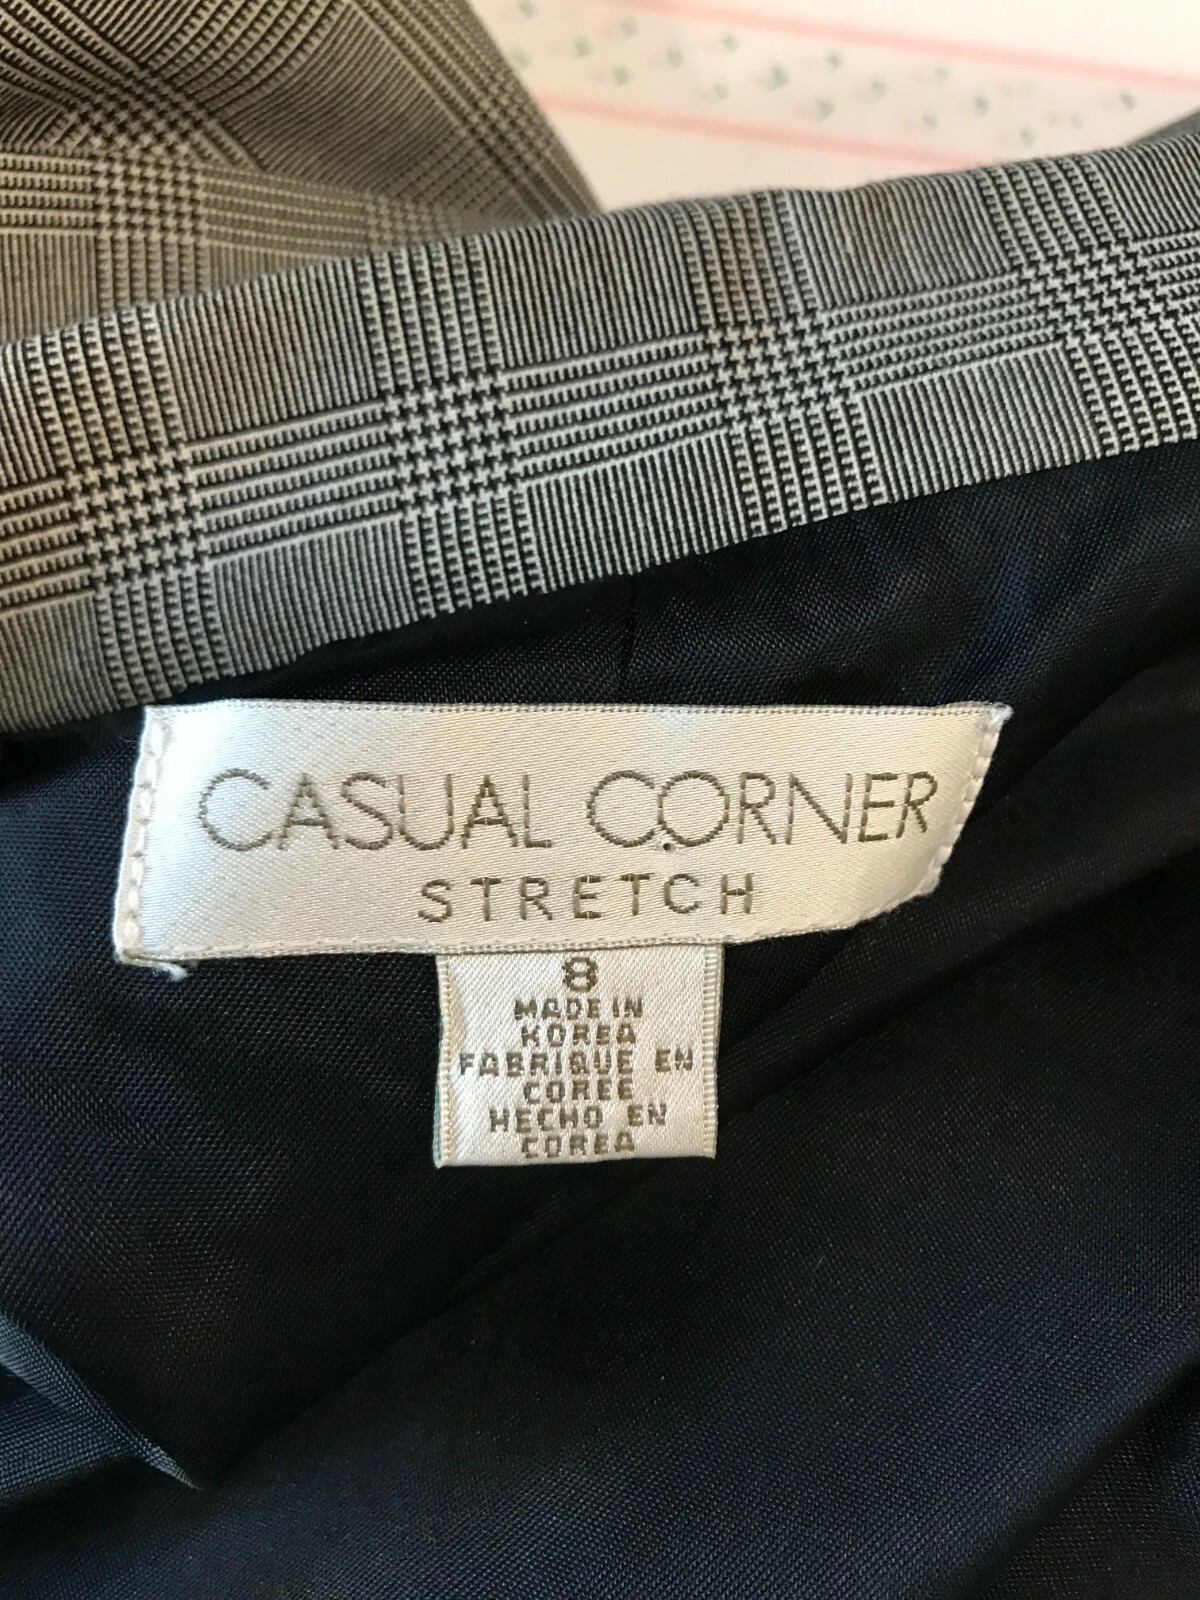 CASUAL CORNER
STRETCH
8
MADE IN
KOREA
FABRIQUE EN
COREE
HECHO EN
COREA